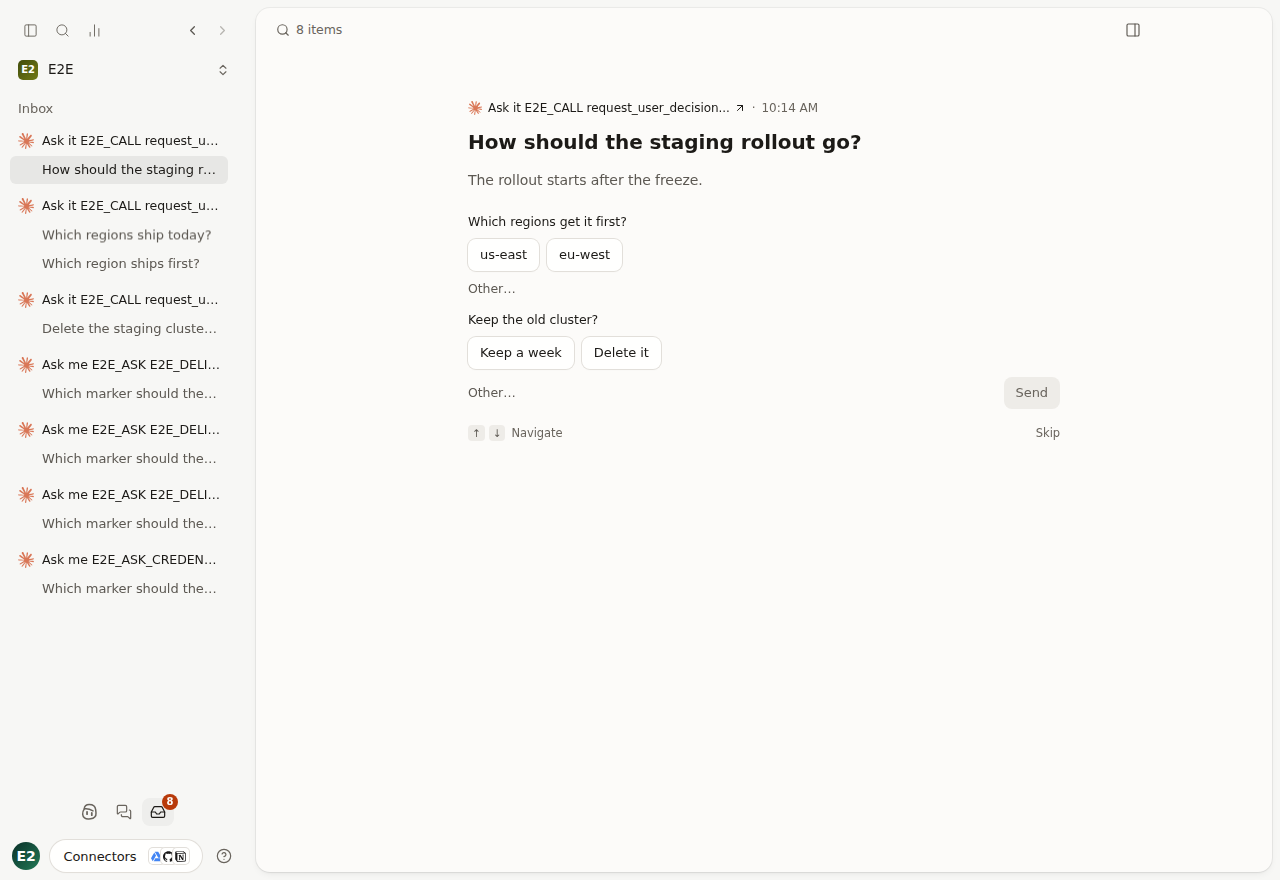 8 items
E2 E2E
Inbox
Ask it E2E_CALL request_u…
How should the staging r…
Ask it E2E_CALL request_u…
Which regions ship today?
Which region ships first?
Ask it E2E_CALL request_u…
Delete the staging cluste…
Ask me E2E_ASK E2E_DELI…
Which marker should the…
Ask me E2E_ASK E2E_DELI…
Which marker should the…
Ask me E2E_ASK E2E_DELI…
Which marker should the…
Ask me E2E_ASK_CREDEN…
Which marker should the…
8
E2 Connectors
Ask it E2E_CALL request_user_decision... · 10:14 AM
How should the staging rollout go?
The rollout starts after the freeze.
Which regions get it first?
us-east eu-west
Other…
Keep the old cluster?
Keep a week Delete it
Other… Send
↑ ↓ Navigate Skip